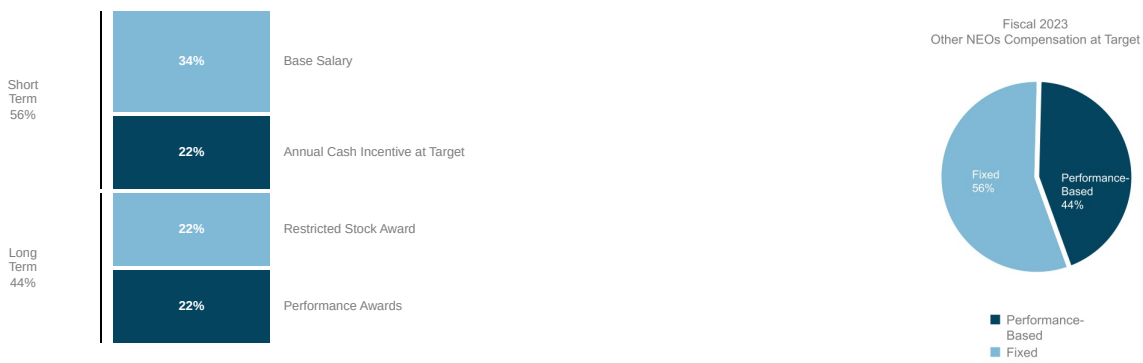 Short
Term
56%
34%
Base Salary
22%
Annual Cash Incentive at Target
Long
Term
44%
22%
Restricted Stock Award
22%
Performance Awards
Fiscal 2023
Other NEOs Compensation at Target
Fixed
56%
Performance-
Based
44%
Performance-
Based
Fixed